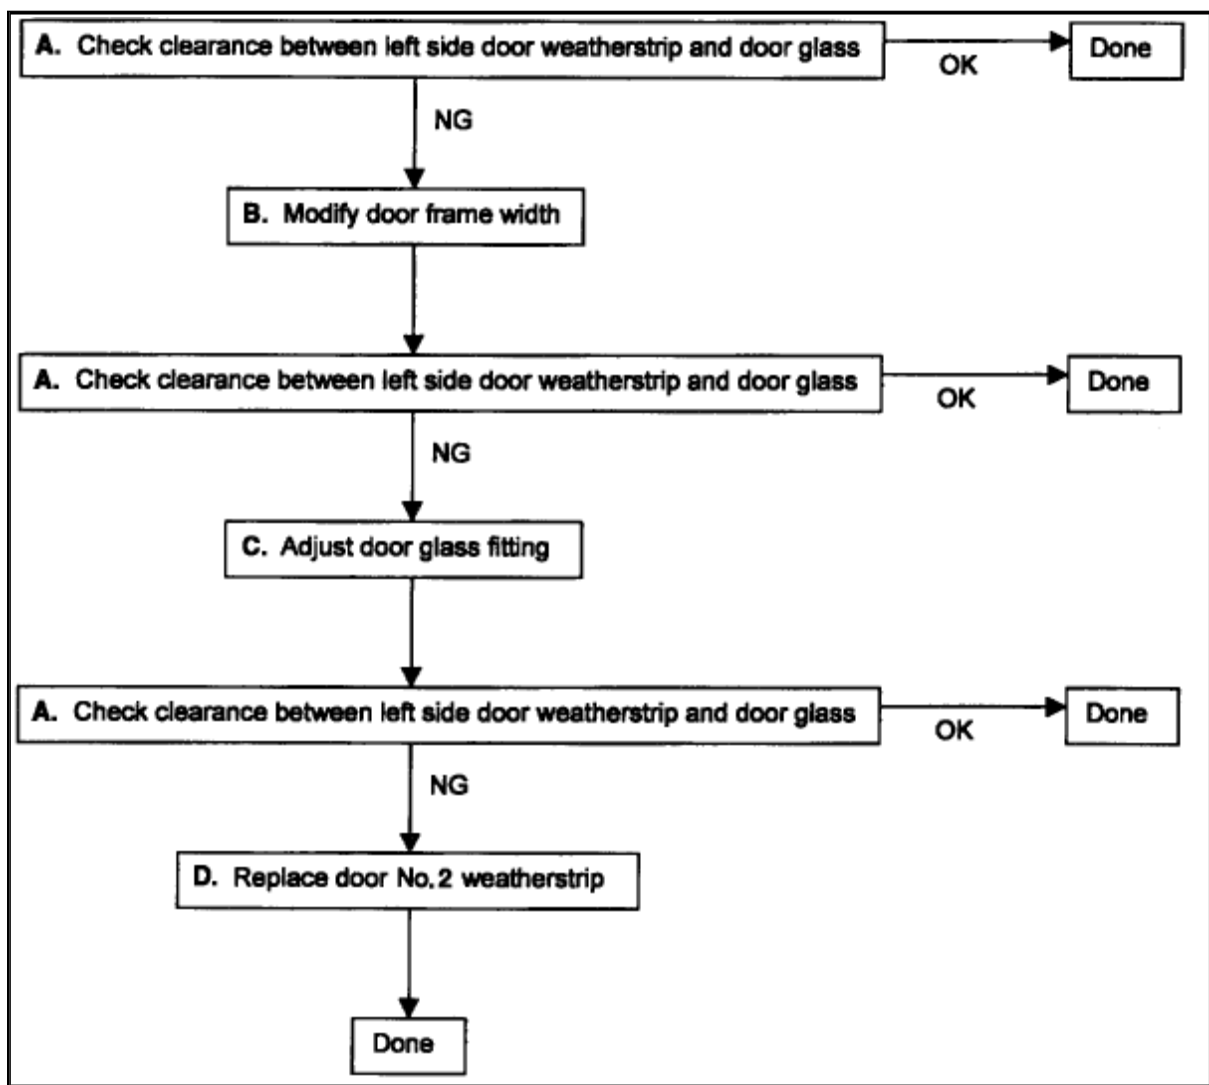 A. Check clearance between left side door weatherstrip and door glass
OK
Done
NG
B. Modify door frame width
A. Check clearance between left side door weatherstrip and door glass
OK
Done
NG
C. Adjust door glass fitting
A. Check clearance between left side door weatherstrip and door glass
OK
Done
NG
D. Replace door No.2 weatherstrip
Done